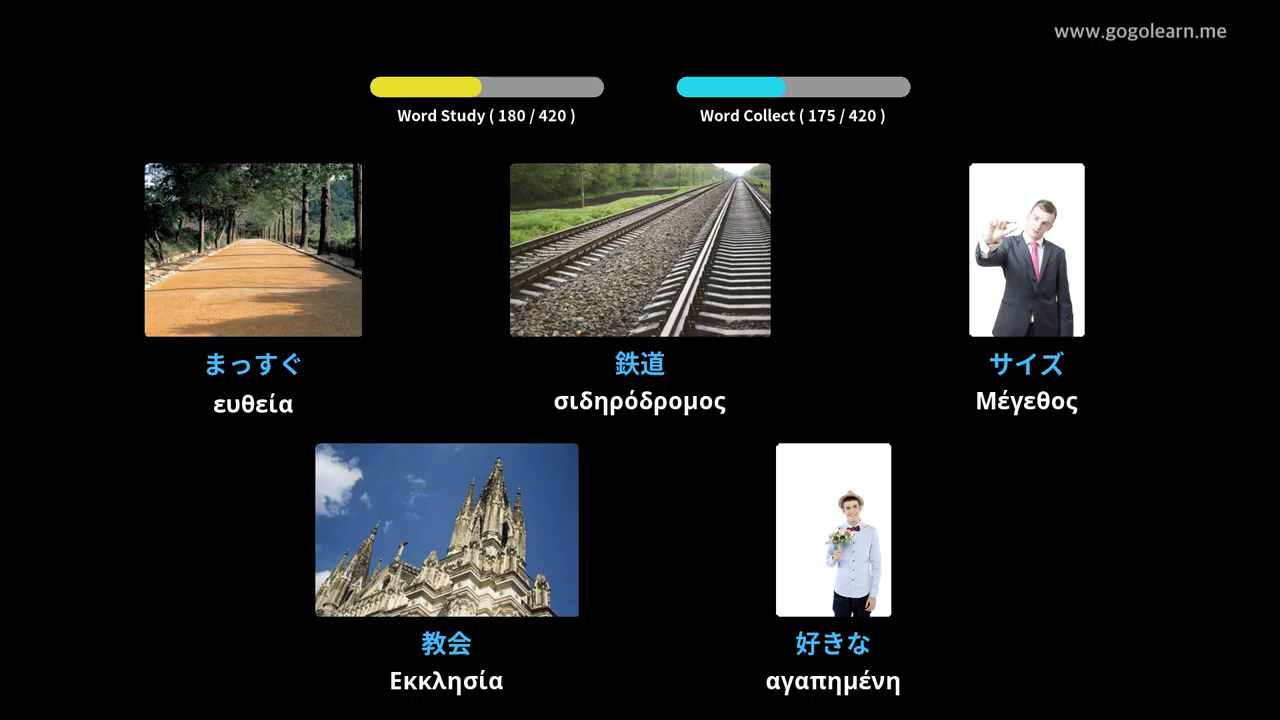 www.gogolearn.me
Word Study ( 180 / 420 )
Word Collect ( 175 / 420 )
まっすぐ
ευθεία
鉄道
σιδηρόδρομος
サイズ
Μέγεθος
教会
Εκκλησία
好きな
αγαπημένη